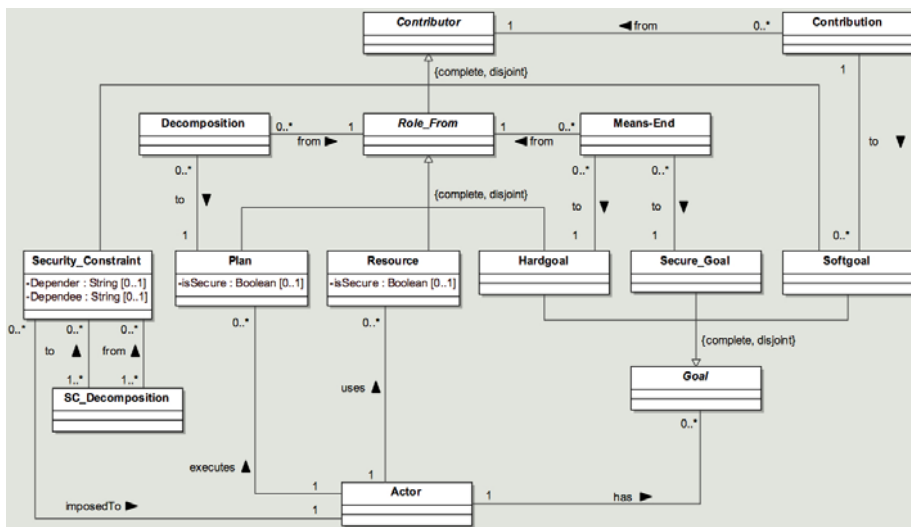 Contributor 1 from 0..* Contribution
{complete, disjoint} 1
Decomposition 0..* 1 Role_From 1 0..* Means-End
from from to
0..* 0..* 0..*
to {complete, disjoint} to to
1 1 1 0..*
Security_Constraint Plan Resource Hardgoal Secure_Goal Softgoal
-Depender : String [0..1] -isSecure : Boolean [0..1] -isSecure : Boolean [0..1]
-Dependee : String [0..1]
0..* 0..* 0..* 0..* 0..*
to from {complete, disjoint}
1..* 1..* uses Goal
SC_Decomposition 0..*
executes 1
1 Actor 1 has
imposedTo 1